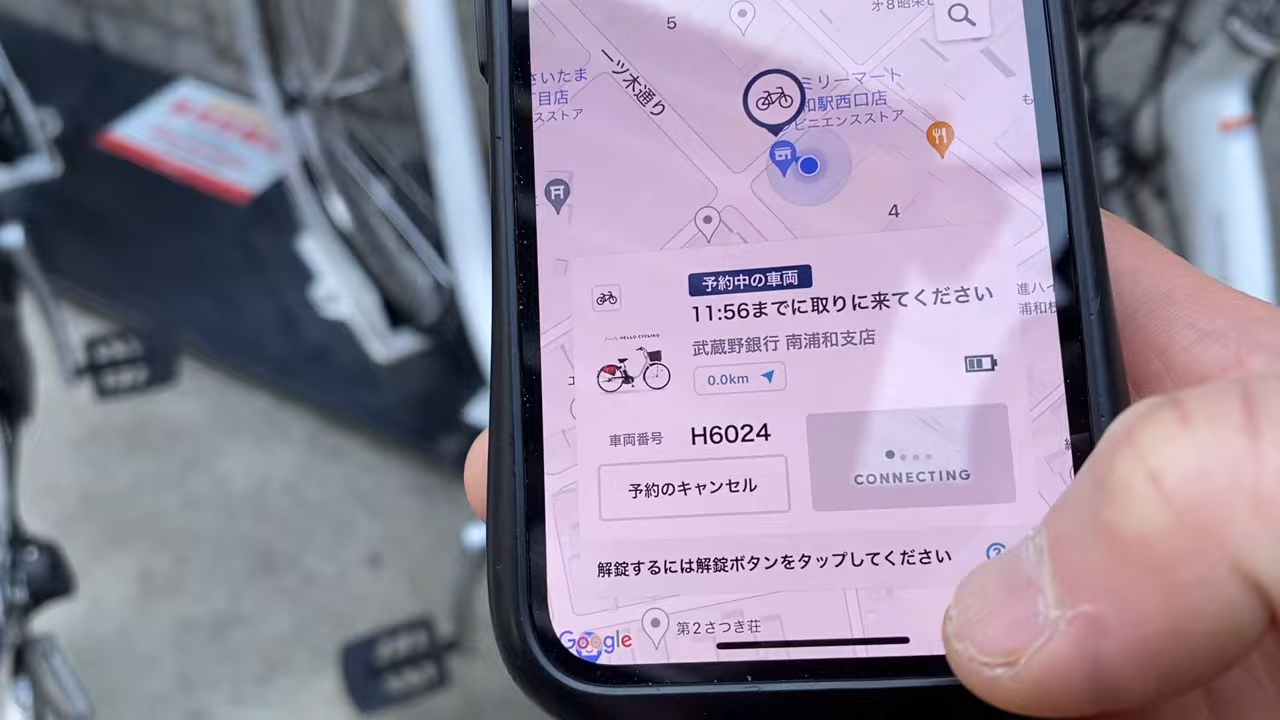 5
一ツ木通り
さいたま
目店
ミリーマート
和駅西口店
ビニエンスストア
も
4
予約中の車両
11:56までに取りに来てください
武蔵野銀行 南浦和支店
0.0km
HELLO CYCLING
車両番号 H6024
予約のキャンセル
CONNECTING
解錠するには解錠ボタンをタップしてください
?
Google
第2さつき荘